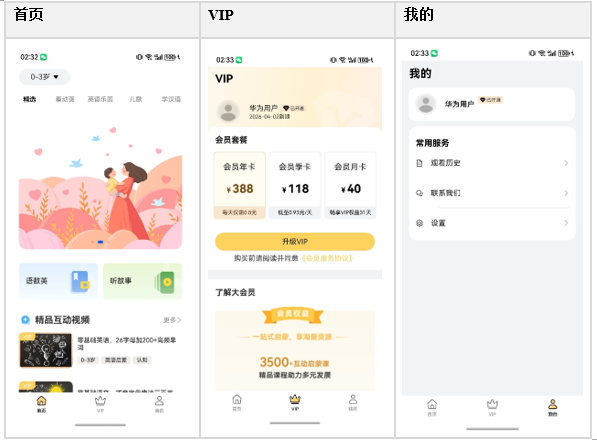 首页
VIP
我的
02:32
100
0-3岁
精选
看动画
英语乐园
儿歌
学汉语
语数英
听故事
精品互动视频
更多
零基础英语，26字母加200+高频单词
0-3岁
英语启蒙
认知
首页
VIP
我的
02:33
100
VIP
华为用户
已开通
2026-04-02到期
会员套餐
会员年卡
会员季卡
会员月卡
¥388
¥118
¥40
每天仅需0.8元
低至0.93元/天
畅享VIP权益31天
升级VIP
购买前请阅读并同意《会员服务协议》
了解大会员
会员权益
一站式启蒙，享海量资源
3500+互动启蒙课
精品课程助力多元发展
首页
VIP
我的
02:33
100
我的
华为用户
已开通
常用服务
观看历史
联系我们
设置
首页
VIP
我的